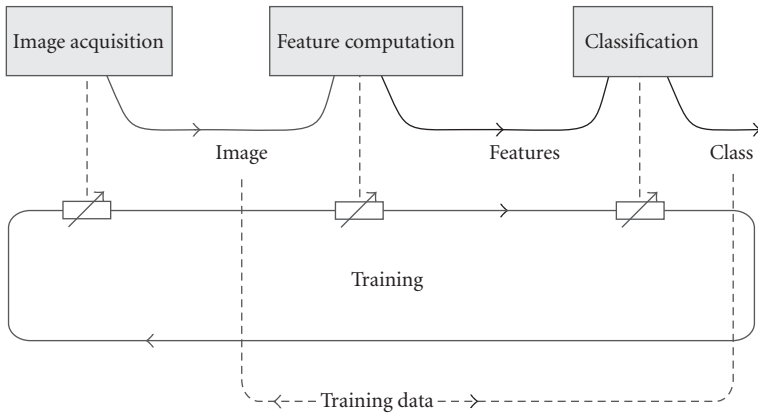 Image acquisition
Feature computation
Classification
Image
Features
Class
Training
Training data